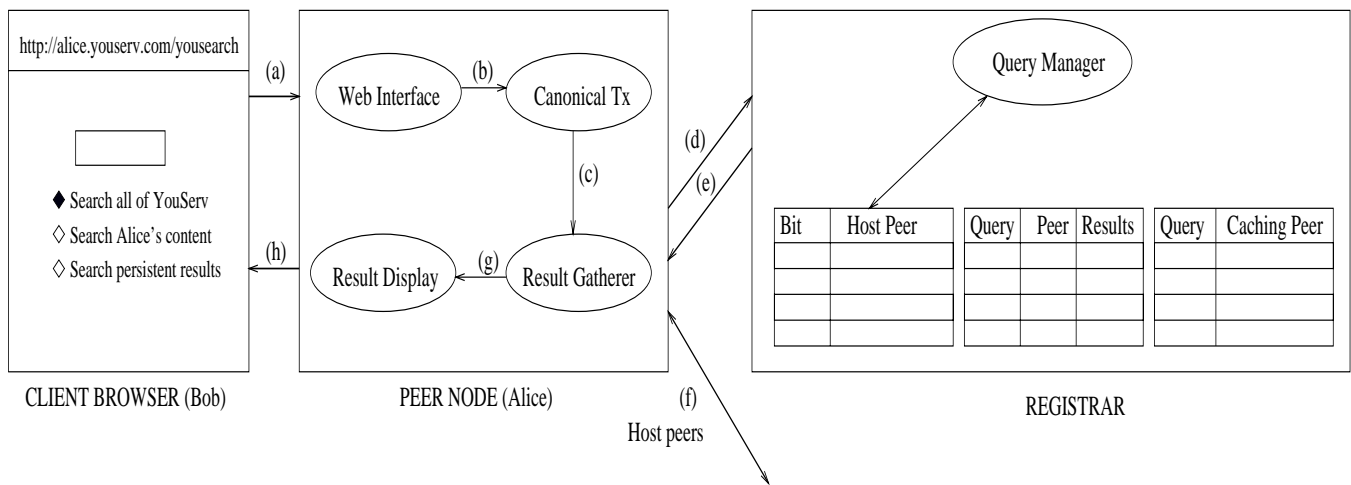 http://alice.youserv.com/yousearch
Search all of YouServ
Search Alice's content
Search persistent results
CLIENT BROWSER (Bob)
(a)
(h)
Web Interface
(b)
Canonical Tx
(c)
Result Display
(g)
Result Gatherer
PEER NODE (Alice)
(d)
(e)
(f)
Host peers
Query Manager
Bit Host Peer
Query Peer Results
Query Caching Peer
REGISTRAR